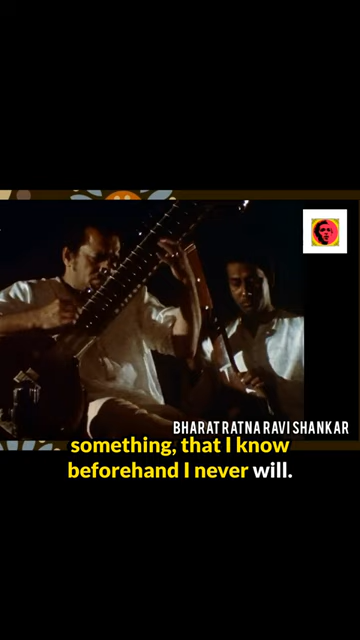 BHARAT RATNA RAVI SHANKAR
something, that I know
beforehand I never will.